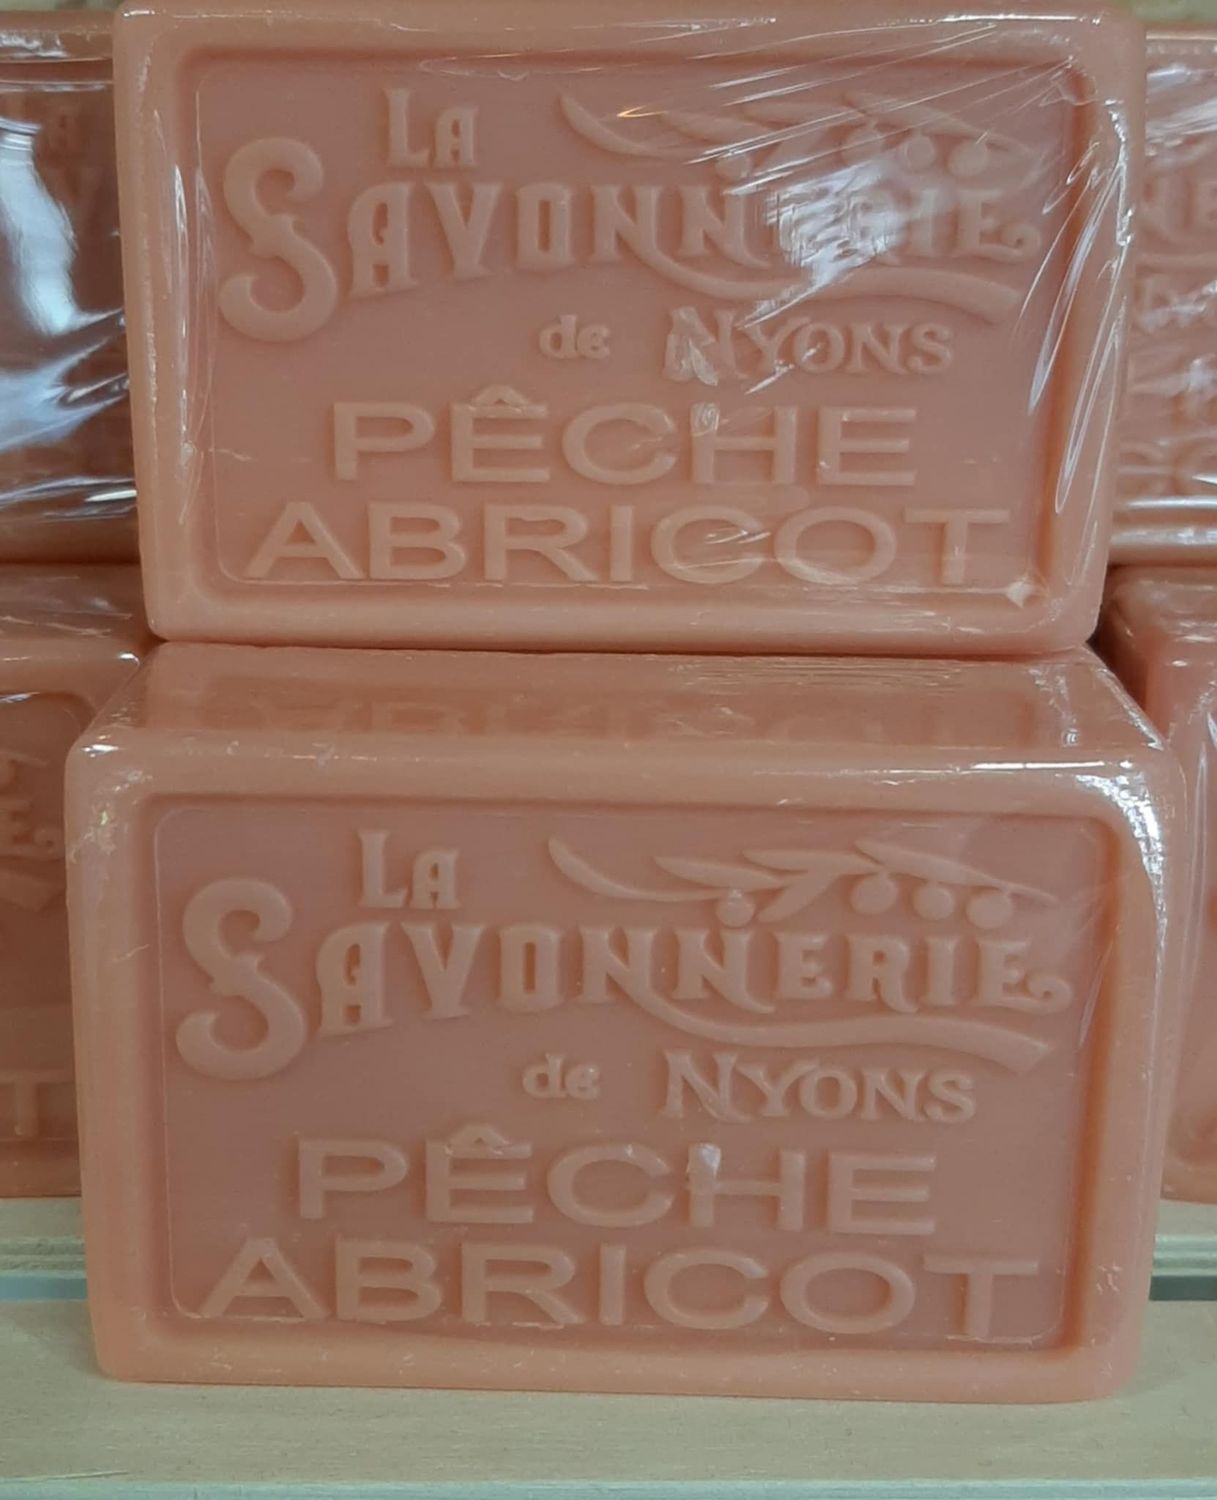 LA
SAVONNERIE
de NYONS
PÊCHE
ABRICOT
LA
SAVONNERIE
de NYONS
PÊCHE
ABRICOT